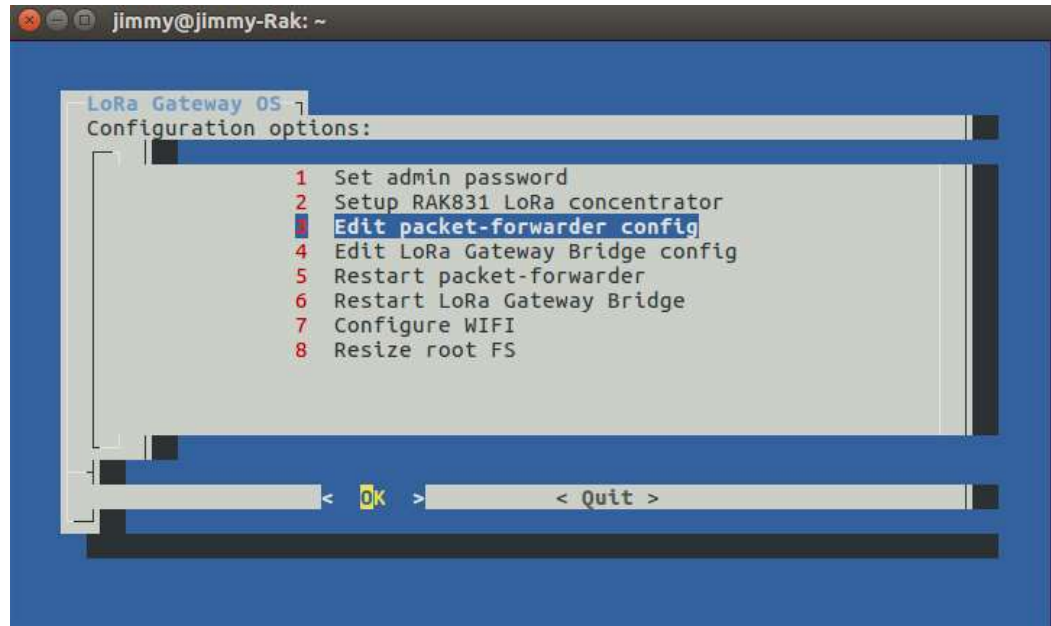 jimmy@jimmy-Rak: ~
LoRa Gateway OS
Configuration options:
1 Set admin password
2 Setup RAK831 LoRa concentrator
3 Edit packet-forwarder config
4 Edit LoRa Gateway Bridge config
5 Restart packet-forwarder
6 Restart LoRa Gateway Bridge
7 Configure WIFI
8 Resize root FS
< OK > < Quit >